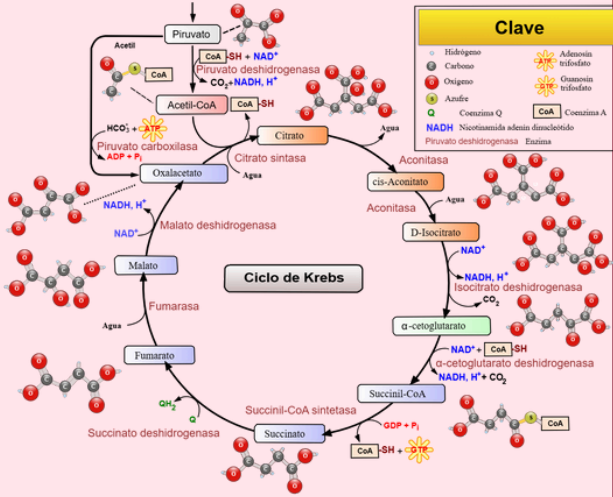 Piruvato
Acetil
CoA-SH + NAD⁺
Piruvato deshidrogenasa
CO₂+NADH, H⁺
S
CoA
Acetil-CoA
CoA-SH
HCO₃⁻ + ATP
Piruvato carboxilasa
ADP + Pᵢ
Citrato
Agua
Citrato sintasa
Agua
Oxalacetato
Aconitasa
cis-Aconitato
Aconitasa
Agua
D-Isocitrato
NAD⁺
NADH, H⁺
Isocitrato deshidrogenasa
CO₂
α-cetoglutarato
NAD⁺ + CoA-SH
α-cetoglutarato deshidrogenasa
NADH, H⁺ + CO₂
Succinil-CoA
S
CoA
Succinil-CoA sintetasa
GDP + Pᵢ
CoA-SH + GTP
Succinato
QH₂
Q
Succinato deshidrogenasa
Fumarato
Agua
Fumarasa
Malato
NADH, H⁺
Malato deshidrogenasa
NAD⁺
Ciclo de Krebs
Clave
Hidrógeno
Carbono
Oxígeno
S Azufre
Q Coenzima Q
NADH Nicotinamida adenin dinucleótido
Piruvato deshidrogenasa Enzima
ATP Adenosin
trifosfato
GTP Guanosin
trifosfato
CoA Coenzima A